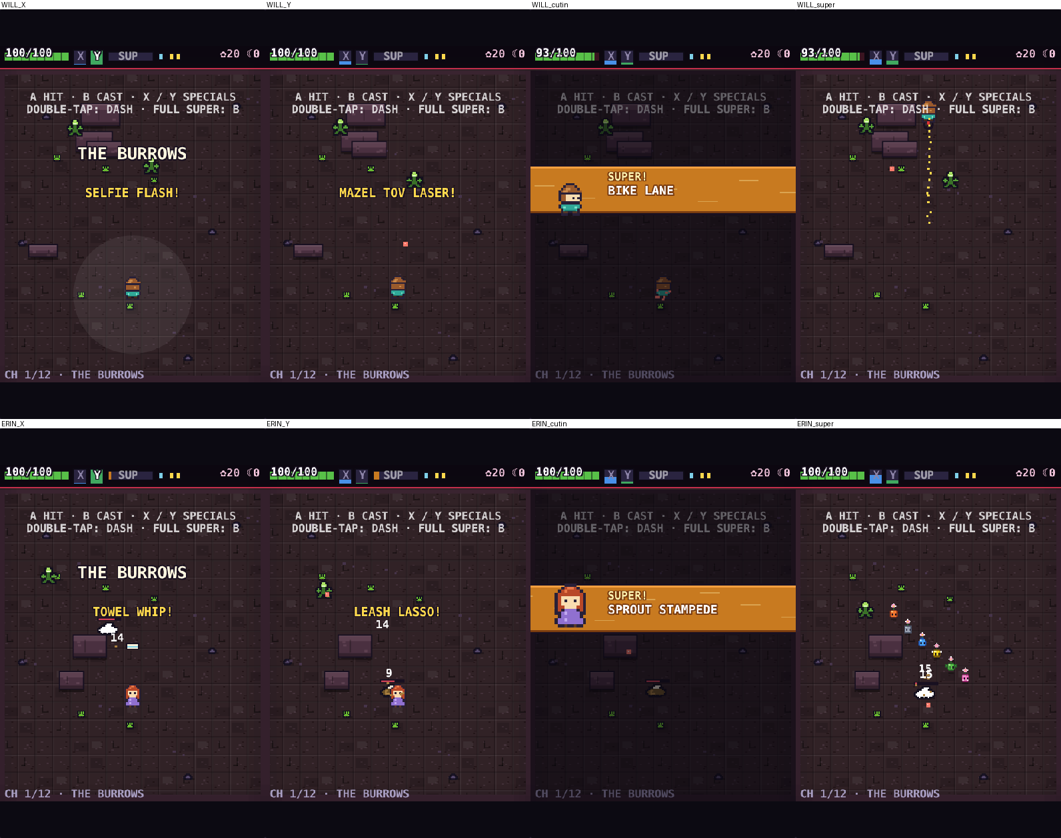 WILL_X
100/100 X Y SUP ✿20 ☾0
A HIT · B CAST · X / Y SPECIALS
DOUBLE-TAP: DASH · FULL SUPER: B
THE BURROWS
SELFIE FLASH!
CH 1/12 · THE BURROWS
WILL_Y
100/100 X Y SUP ✿20 ☾0
A HIT · B CAST · X / Y SPECIALS
DOUBLE-TAP: DASH · FULL SUPER: B
MAZEL TOV LASER!
CH 1/12 · THE BURROWS
WILL_cutin
93/100 X Y SUP ✿20 ☾0
A HIT · B CAST · X / Y SPECIALS
DOUBLE-TAP: DASH · FULL SUPER: B
SUPER!
BIKE LANE
CH 1/12 · THE BURROWS
WILL_super
93/100 X Y SUP ✿20 ☾0
A HIT · B CAST · X / Y SPECIALS
DOUBLE-TAP: DASH · FULL SUPER: B
CH 1/12 · THE BURROWS
ERIN_X
100/100 X Y SUP ✿20 ☾0
A HIT · B CAST · X / Y SPECIALS
DOUBLE-TAP: DASH · FULL SUPER: B
THE BURROWS
TOWEL WHIP!
14
CH 1/12 · THE BURROWS
ERIN_Y
100/100 X Y SUP ✿20 ☾0
A HIT · B CAST · X / Y SPECIALS
DOUBLE-TAP: DASH · FULL SUPER: B
LEASH LASSO!
14
9
CH 1/12 · THE BURROWS
ERIN_cutin
100/100 X Y SUP ✿20 ☾0
A HIT · B CAST · X / Y SPECIALS
DOUBLE-TAP: DASH · FULL SUPER: B
SUPER!
SPROUT STAMPEDE
CH 1/12 · THE BURROWS
ERIN_super
100/100 X Y SUP ✿20 ☾0
A HIT · B CAST · X / Y SPECIALS
DOUBLE-TAP: DASH · FULL SUPER: B
15
CH 1/12 · THE BURROWS